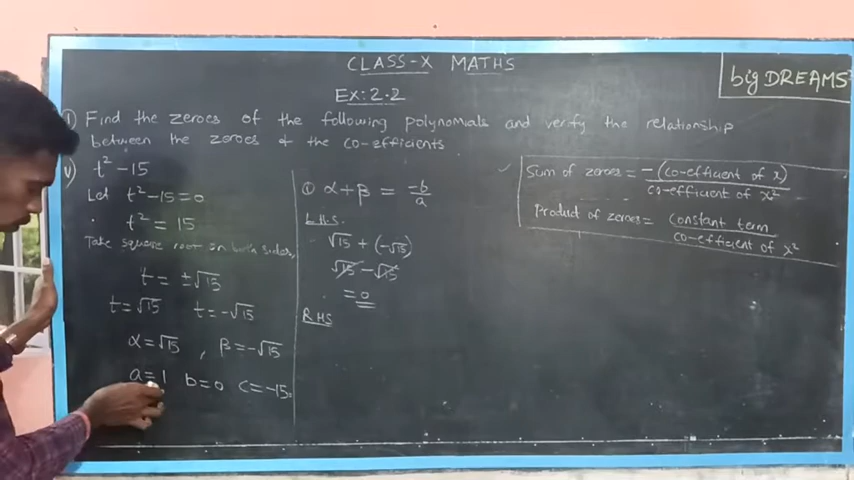 CLASS-X MATHS
EX:2.2
big DREAMS
1) Find the zeroes of the following polynomials and verify the relationship
between the zeroes & the co-efficients
v) t² - 15
Let t² - 15 = 0
t² = 15
Take square root on both sides,
t = ±√15
t = √15 t = -√15
α = √15 , β = -√15
a = 1 b = 0 c = -15.
① α + β = -b/a
L.H.S
√15 + (-√15)
√15 - √15
= 0
RHS
Sum of zeroes = -(co-efficient of x)/co-efficient of x²
Product of zeroes = constant term/co-efficient of x²